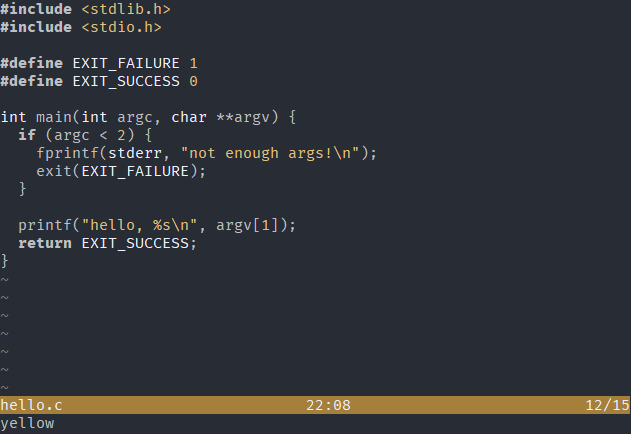 #include <stdlib.h>
#include <stdio.h>

#define EXIT_FAILURE 1
#define EXIT_SUCCESS 0

int main(int argc, char **argv) {
  if (argc < 2) {
    fprintf(stderr, "not enough args!\n");
    exit(EXIT_FAILURE);
  }

  printf("hello, %s\n", argv[1]);
  return EXIT_SUCCESS;
}
~
~
~
~
~
~
~
hello.c 22:08 12/15
yellow